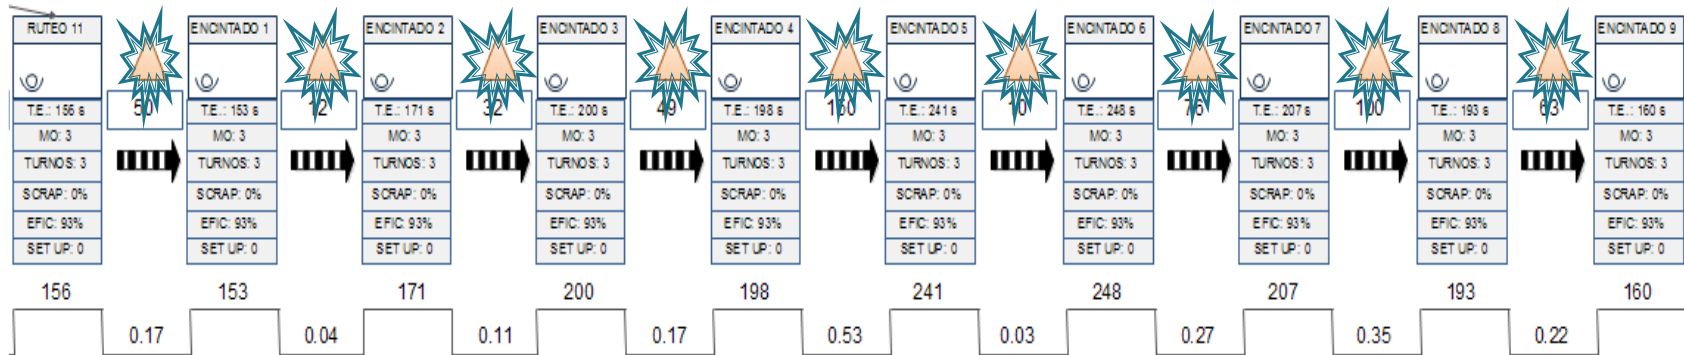 RUTEO 11 ENCINTADO 1 ENCINTADO 2 ENCINTADO 3 ENCINTADO 4 ENCINTADO 5 ENCINTADO 6 ENCINTADO 7 ENCINTADO 8 ENCINTADO 9
50 12 32 49 150 10 76 100 63
T.E.: 156 s T.E.: 153 s T.E.: 171 s T.E.: 200 s T.E.: 198 s T.E.: 241 s T.E.: 248 s T.E.: 207 s T.E.: 193 s T.E.: 160 s
MO: 3 MO: 3 MO: 3 MO: 3 MO: 3 MO: 3 MO: 3 MO: 3 MO: 3 MO: 3
TURNOS: 3 TURNOS: 3 TURNOS: 3 TURNOS: 3 TURNOS: 3 TURNOS: 3 TURNOS: 3 TURNOS: 3 TURNOS: 3 TURNOS: 3
SCRAP: 0% SCRAP: 0% SCRAP: 0% SCRAP: 0% SCRAP: 0% SCRAP: 0% SCRAP: 0% SCRAP: 0% SCRAP: 0% SCRAP: 0%
EFIC: 93% EFIC: 93% EFIC: 93% EFIC: 93% EFIC: 93% EFIC: 93% EFIC: 93% EFIC: 93% EFIC: 93% EFIC: 93%
SET UP: 0 SET UP: 0 SET UP: 0 SET UP: 0 SET UP: 0 SET UP: 0 SET UP: 0 SET UP: 0 SET UP: 0 SET UP: 0
156 153 171 200 198 241 248 207 193 160
0.17 0.04 0.11 0.17 0.53 0.03 0.27 0.35 0.22